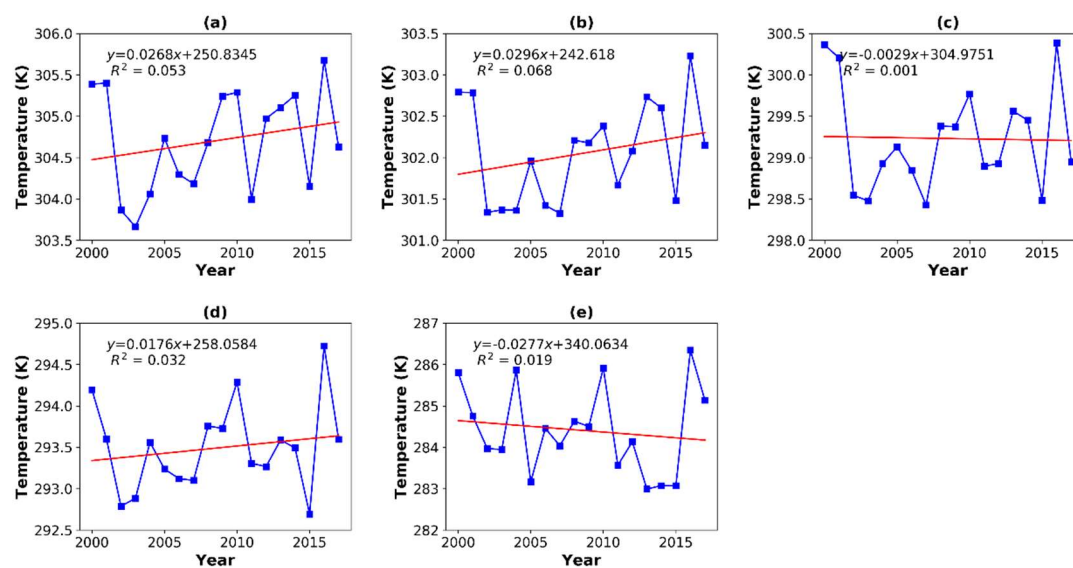 (a)
y=0.0268x+250.8345
R² = 0.053
306.0
305.5
305.0
304.5
304.0
303.5
Temperature (K)
2000 2005 2010 2015
Year
(b)
y=0.0296x+242.618
R² = 0.068
303.5
303.0
302.5
302.0
301.5
301.0
Temperature (K)
2000 2005 2010 2015
Year
(c)
y=-0.0029x+304.9751
R² = 0.001
300.5
300.0
299.5
299.0
298.5
298.0
Temperature (K)
2000 2005 2010 2015
Year
(d)
y=0.0176x+258.0584
R² = 0.032
295.0
294.5
294.0
293.5
293.0
292.5
Temperature (K)
2000 2005 2010 2015
Year
(e)
y=-0.0277x+340.0634
R² = 0.019
287
286
285
284
283
282
Temperature (K)
2000 2005 2010 2015
Year